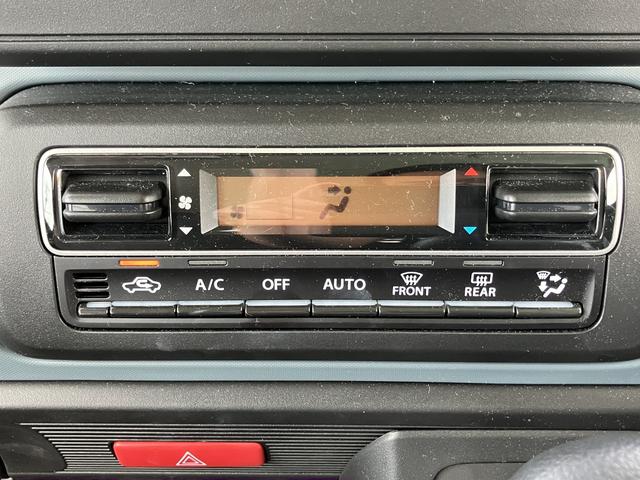 A/C OFF AUTO FRONT REAR